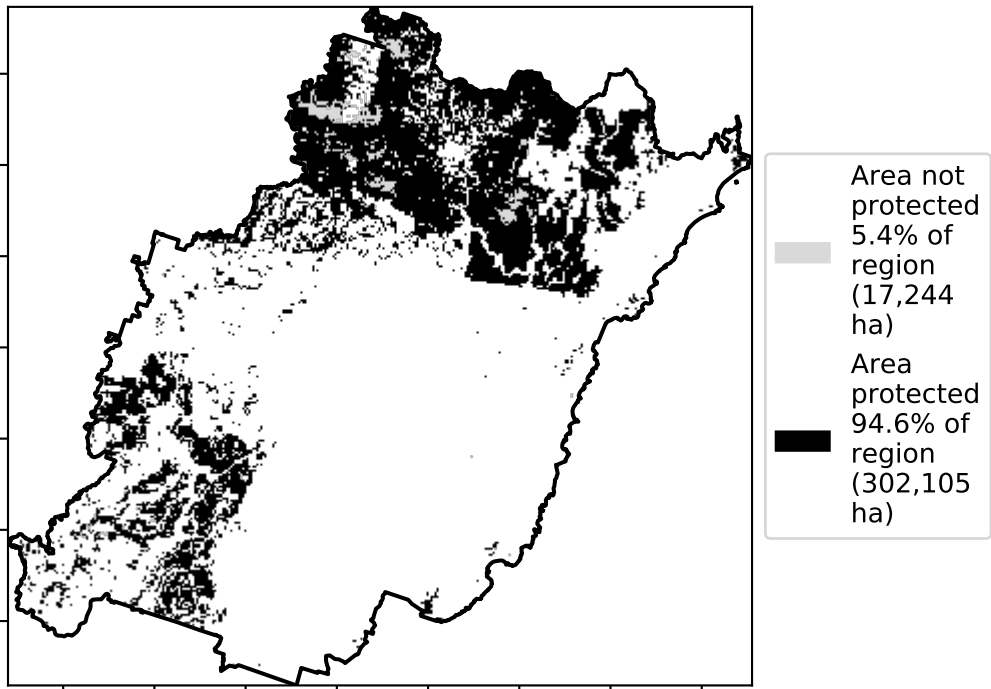 Area not
protected
5.4% of
region
(17,244
ha)
Area
protected
94.6% of
region
(302,105
ha)